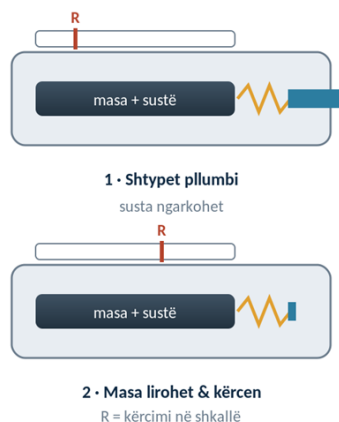 R
masa + sustë
1 · Shtypet pllumbi
susta ngarkohet
R
masa + sustë
2 · Masa lirohet & kërcen
R = kërcimi në shkallë